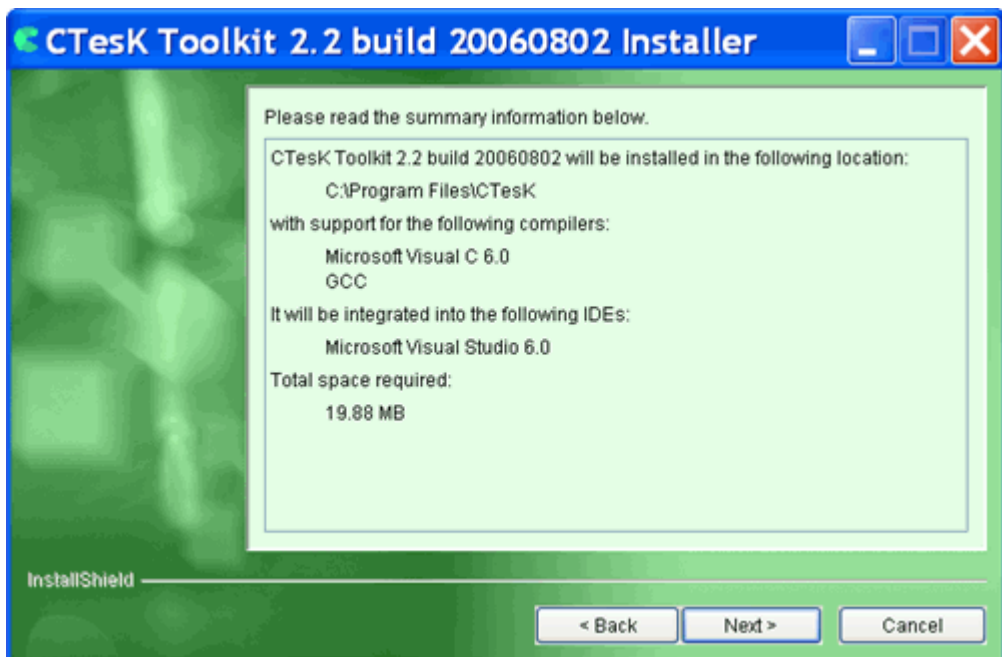 CTesK Toolkit 2.2 build 20060802 Installer
Please read the summary information below.
CTesK Toolkit 2.2 build 20060802 will be installed in the following location:
C:\Program Files\CTesK
with support for the following compilers:
Microsoft Visual C 6.0
GCC
It will be integrated into the following IDEs:
Microsoft Visual Studio 6.0
Total space required:
19.88 MB
InstallShield
< Back
Next >
Cancel